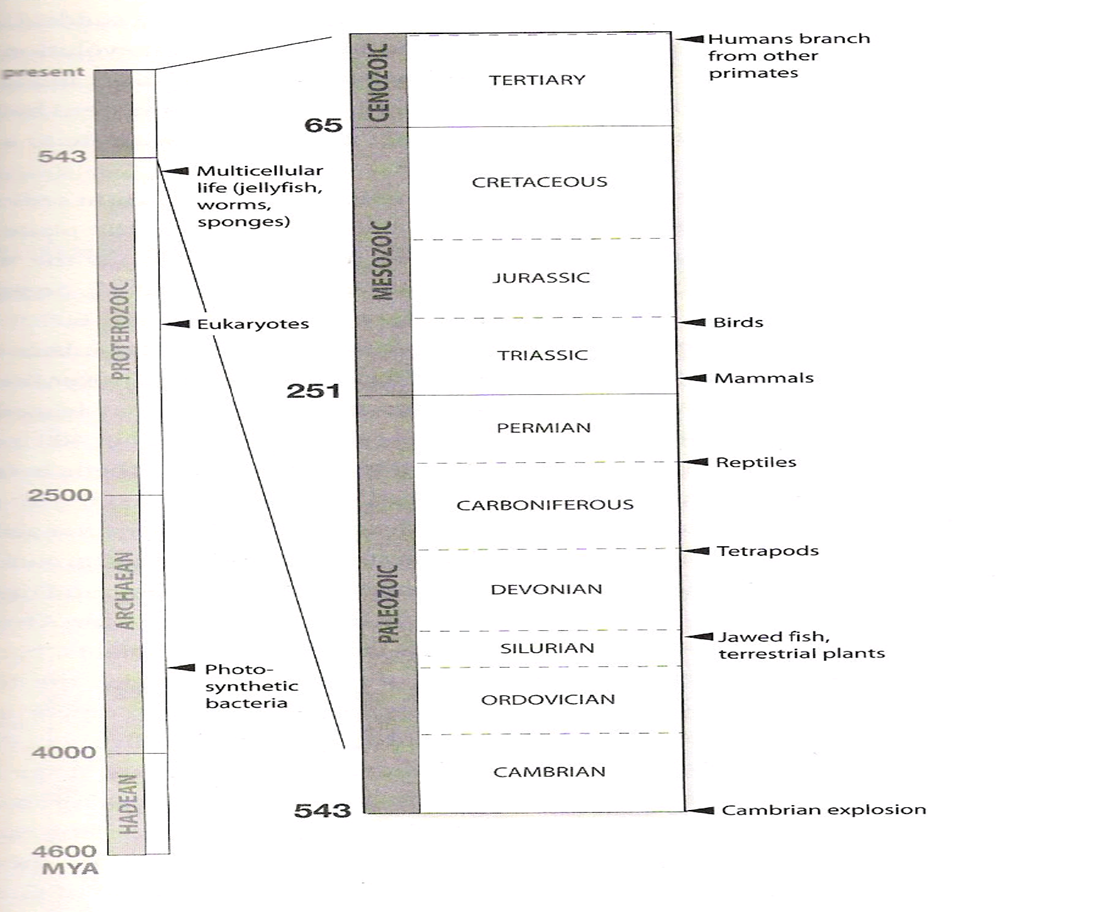 present
543
2500
4000
4600
MYA
PROTEROZOIC
ARCHAEAN
HADEAN
Multicellular
life (jellyfish,
worms,
sponges)
Eukaryotes
Photo-
synthetic
bacteria
65
251
543
CENOZOIC
MESOZOIC
PALEOZOIC
TERTIARY
CRETACEOUS
JURASSIC
TRIASSIC
PERMIAN
CARBONIFEROUS
DEVONIAN
SILURIAN
ORDOVICIAN
CAMBRIAN
Humans branch
from other
primates
Birds
Mammals
Reptiles
Tetrapods
Jawed fish,
terrestrial plants
Cambrian explosion